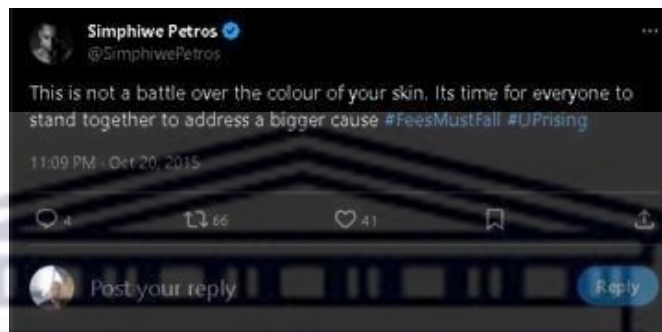 Simphiwe Petros
@SimphiwePetros
This is not a battle over the colour of your skin. Its time for everyone to
stand together to address a bigger cause #FeesMustFall #UPrising
11:09 PM · Oct 20, 2015
4 66 41
Post your reply Reply